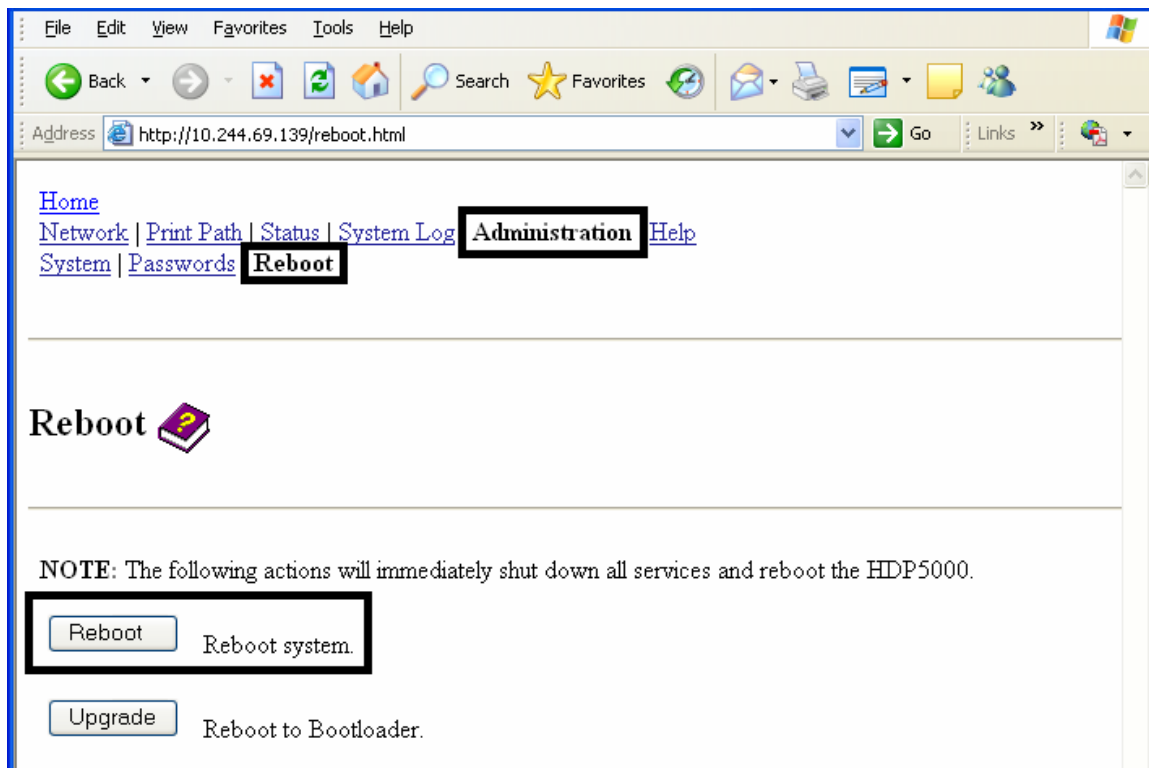 File Edit View Favorites Tools Help
Back Search Favorites
Address http://10.244.69.139/reboot.html Go Links »
Home
Network | Print Path | Status | System Log Administration Help
System | Passwords Reboot
Reboot
NOTE: The following actions will immediately shut down all services and reboot the HDP5000.
Reboot Reboot system.
Upgrade Reboot to Bootloader.